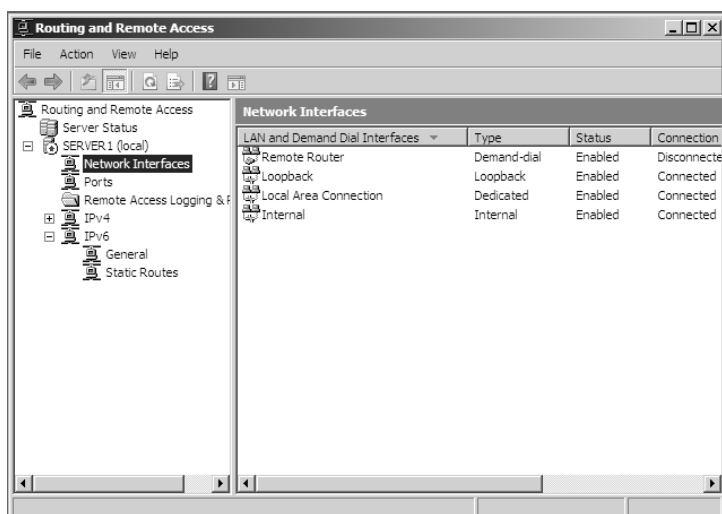 Routing and Remote Access
File Action View Help
Routing and Remote Access
Server Status
SERVER1 (local)
Network Interfaces
Ports
Remote Access Logging &
IPv4
IPv6
General
Static Routes
Network Interfaces
LAN and Demand Dial Interfaces Type Status Connection
Remote Router Demand-dial Enabled Disconnecte
Loopback Loopback Enabled Connected
Local Area Connection Dedicated Enabled Connected
Internal Internal Enabled Connected